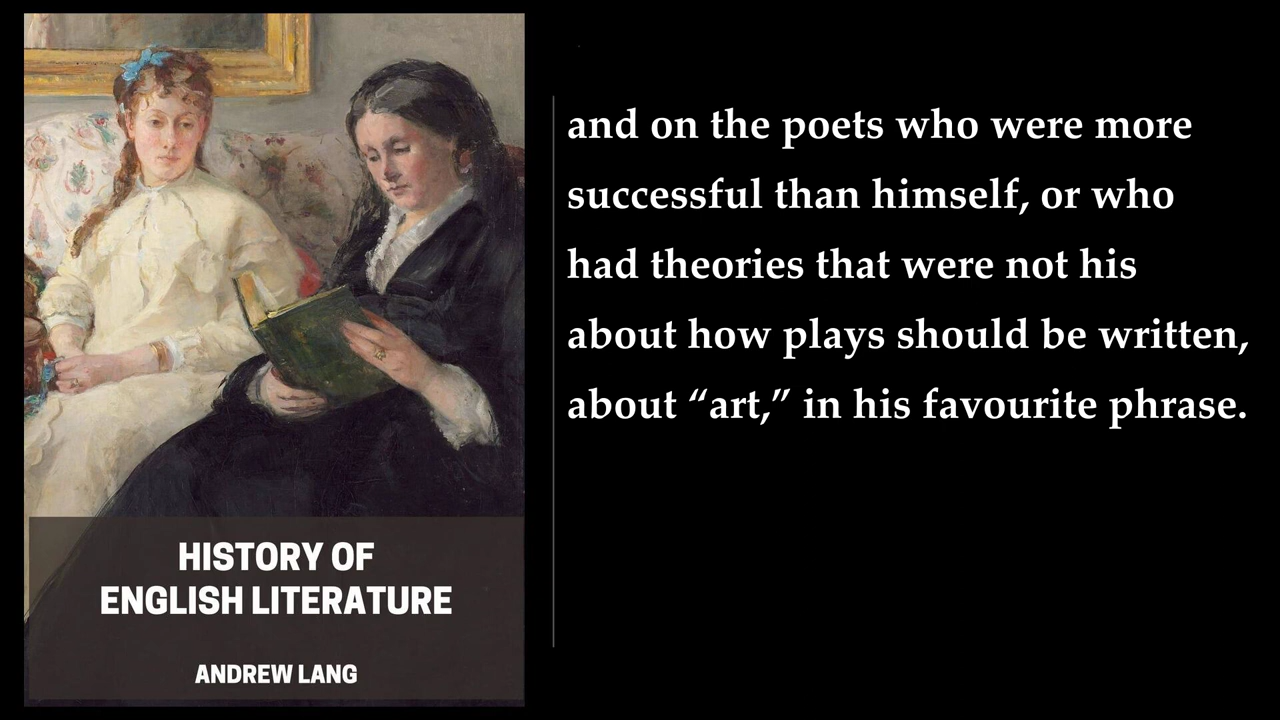 HISTORY OF
ENGLISH LITERATURE
ANDREW LANG
and on the poets who were more
successful than himself, or who
had theories that were not his
about how plays should be written,
about “art,” in his favourite phrase.